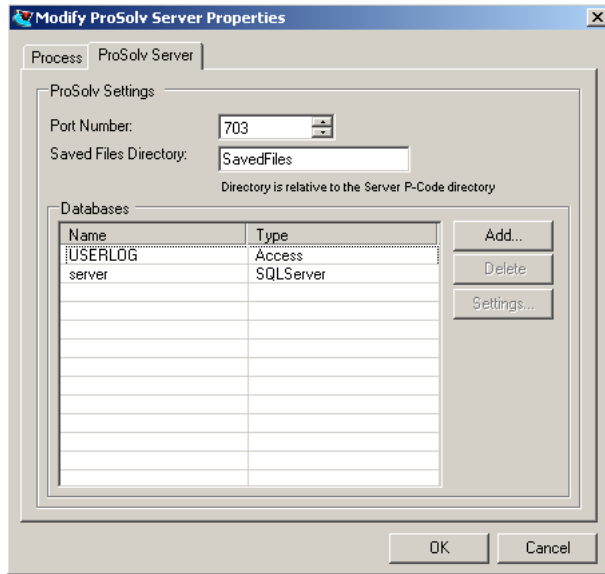 Modify ProSolv Server Properties
Process ProSolv Server
ProSolv Settings
Port Number: 703
Saved Files Directory: SavedFiles
Directory is relative to the Server P-Code directory
Databases
Name Type Add...
USERLOG Access
server SQLServer Delete
Settings...
OK Cancel